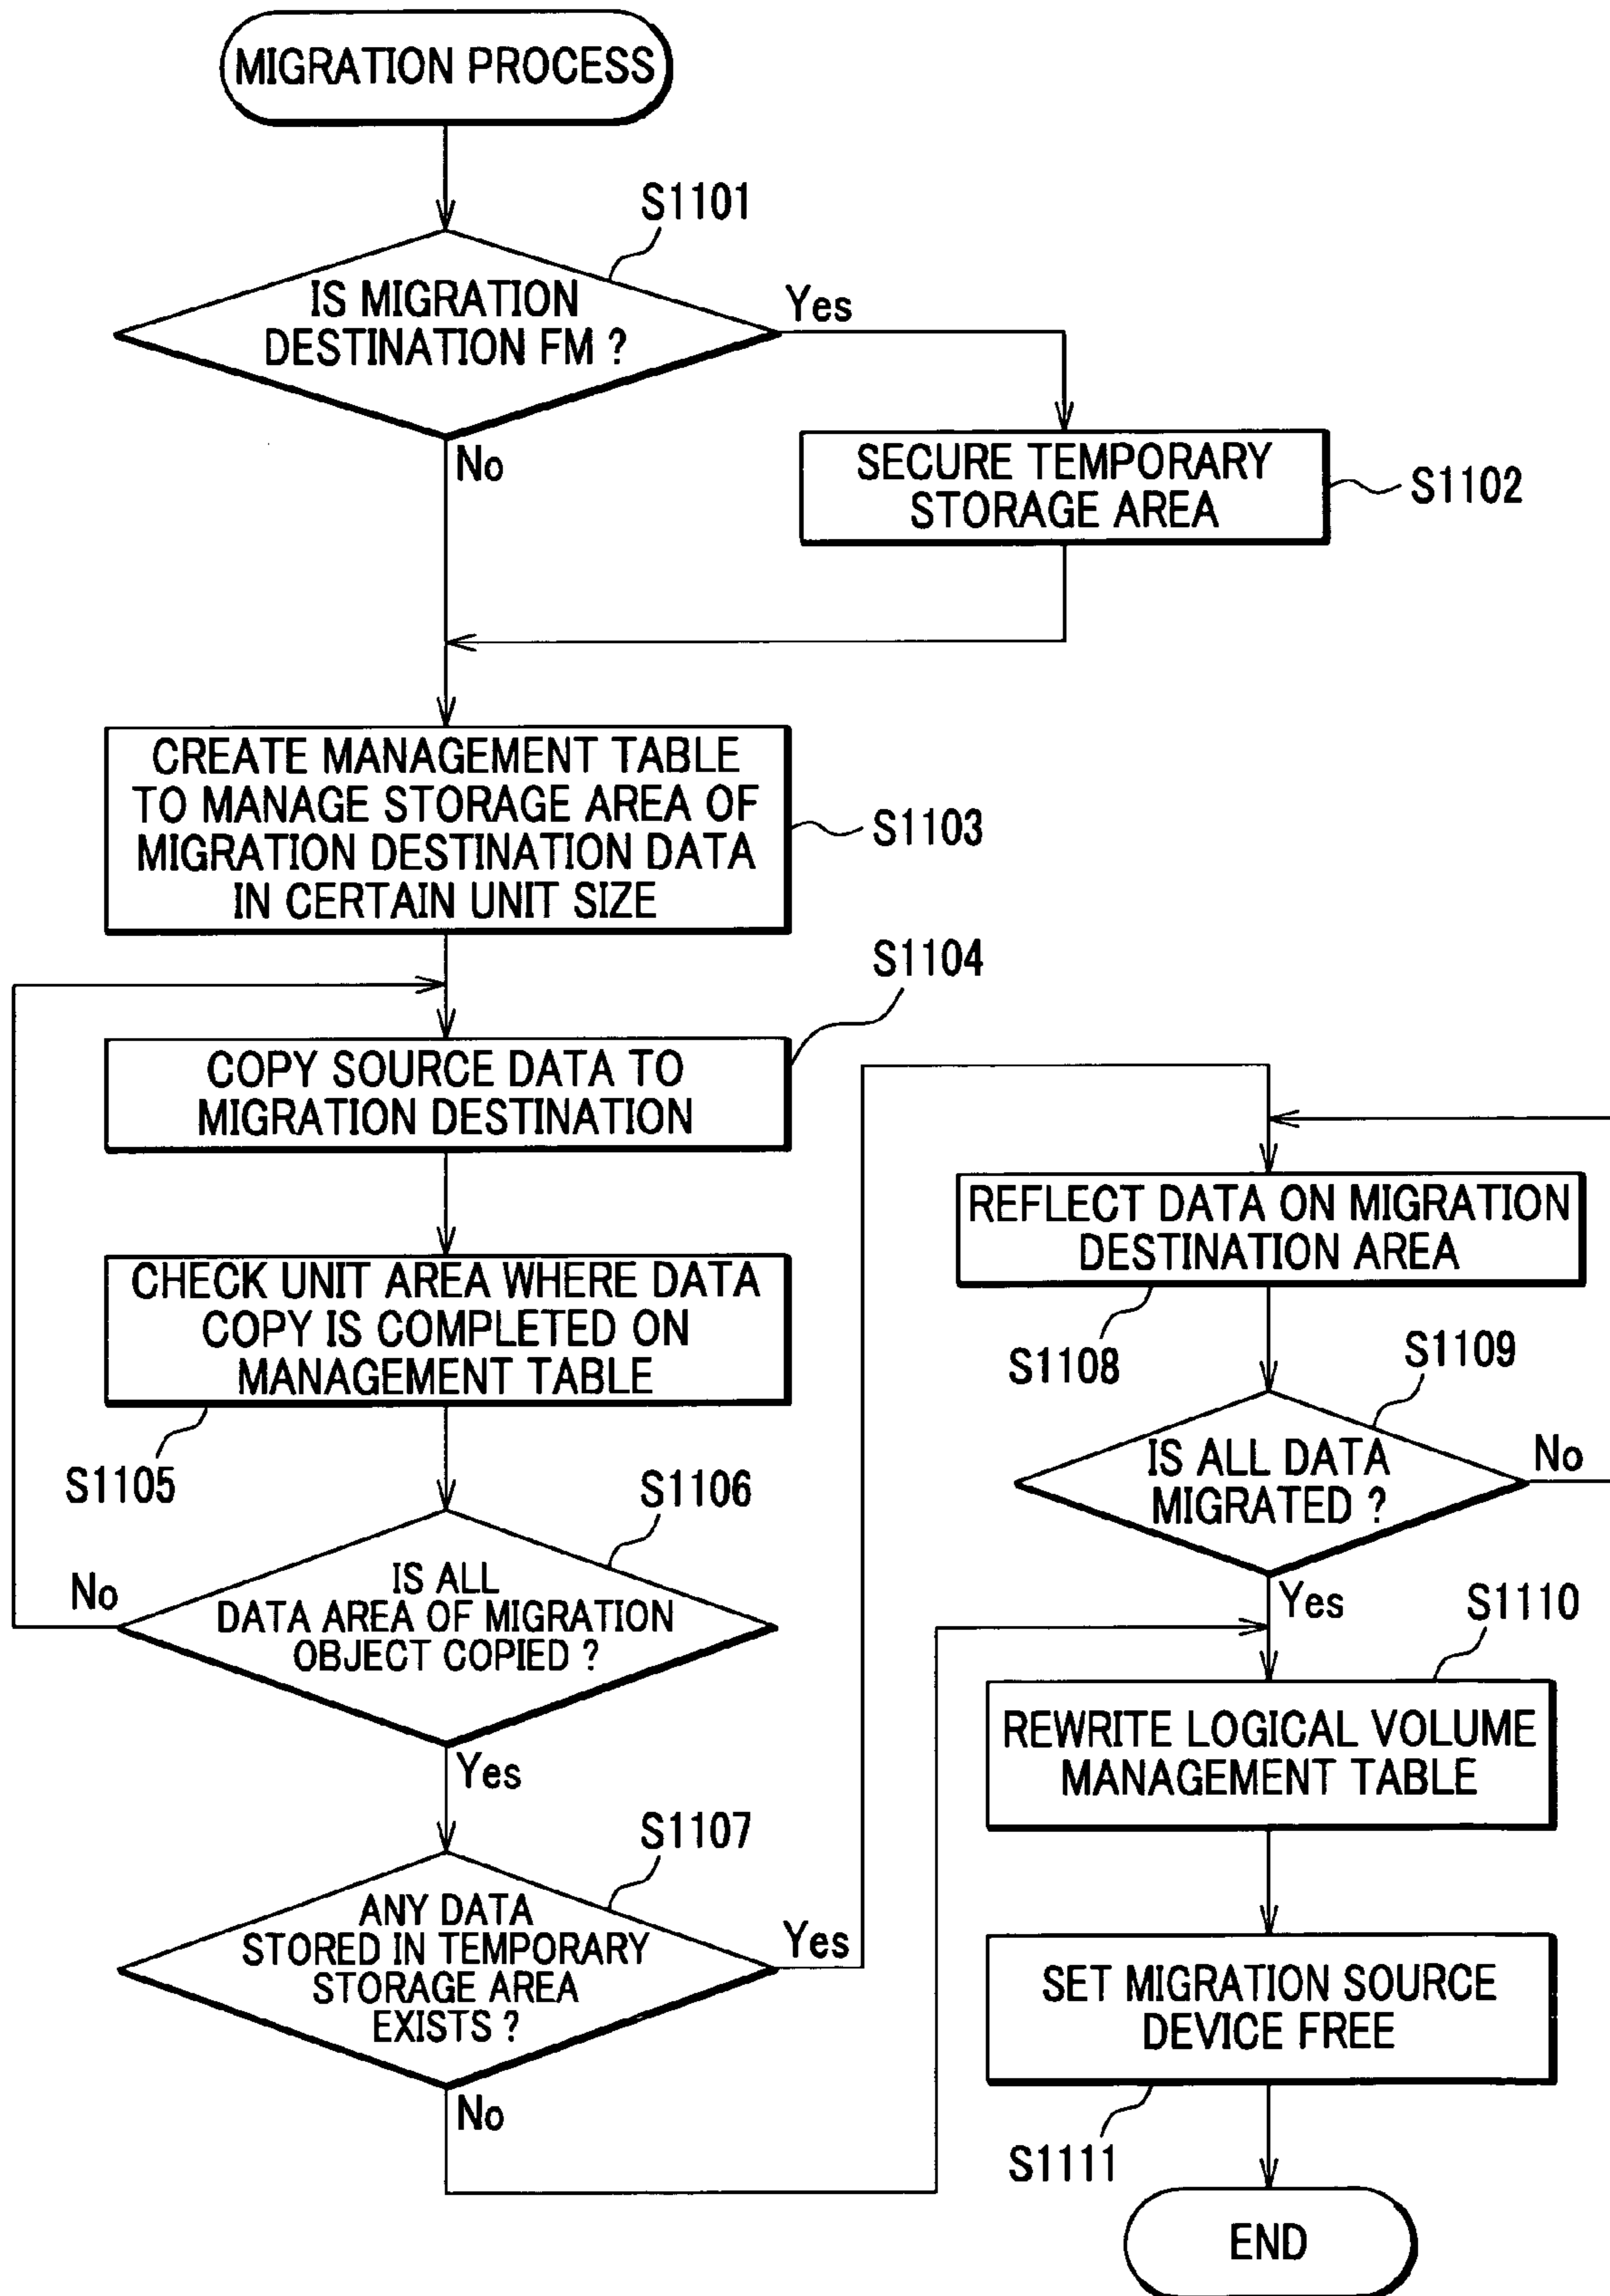 MIGRATION PROCESS
S1101
IS MIGRATION
DESTINATION FM ?
Yes
No
SECURE TEMPORARY
STORAGE AREA
S1102
CREATE MANAGEMENT TABLE
TO MANAGE STORAGE AREA OF
MIGRATION DESTINATION DATA
IN CERTAIN UNIT SIZE
S1103
S1104
COPY SOURCE DATA TO
MIGRATION DESTINATION
CHECK UNIT AREA WHERE DATA
COPY IS COMPLETED ON
MANAGEMENT TABLE
S1105
S1106
IS ALL
DATA AREA OF MIGRATION
OBJECT COPIED ?
No
Yes
S1107
ANY DATA
STORED IN TEMPORARY
STORAGE AREA
EXISTS ?
Yes
No
REFLECT DATA ON MIGRATION
DESTINATION AREA
S1108
S1109
IS ALL DATA
MIGRATED ?
No
Yes
S1110
REWRITE LOGICAL VOLUME
MANAGEMENT TABLE
SET MIGRATION SOURCE
DEVICE FREE
S1111
END